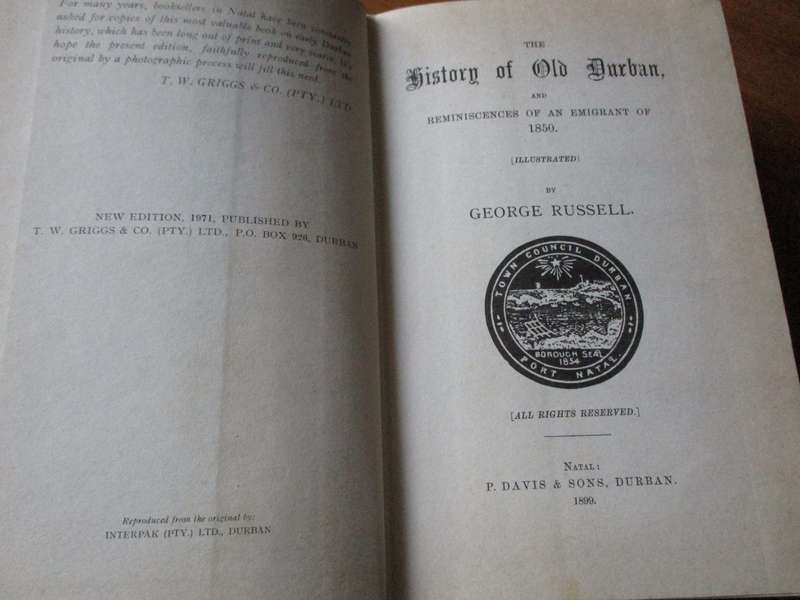 For many years, booksellers in Natal have been constantly
asked for copies of this most valuable book on early Durban
history, which has been long out of print and very scarce. It's
hope the present edition, faithfully reproduced from the
original by a photographic process will fill this need.
T. W. GRIGGS & CO. (PTY.) LTD.
NEW EDITION, 1971, PUBLISHED BY
T. W. GRIGGS & CO. (PTY.) LTD., P.O. BOX 926, DURBAN
Reproduced from the original by:
INTERPAK (PTY.) LTD., DURBAN
THE
History of Old Durban,
AND
REMINISCENCES OF AN EMIGRANT OF
1850.
[ILLUSTRATED]
BY
GEORGE RUSSELL.
TOWN COUNCIL DURBAN
BOROUGH SEAL
1854
PORT NATAL.
[ALL RIGHTS RESERVED.]
NATAL:
P. DAVIS & SONS, DURBAN.
1899.